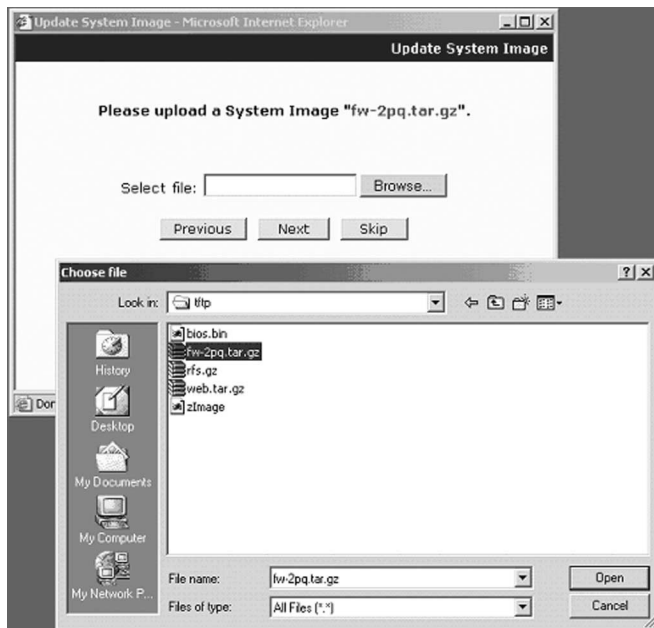 Update System Image - Microsoft Internet Explorer
Update System Image
Please upload a System Image "fw-2pq.tar.gz".
Select file:
Browse...
Previous
Next
Skip
Choose file
Look in:
tftp
History
Desktop
My Documents
My Computer
My Network P...
bios.bin
fw-2pq.tar.gz
rfs.gz
web.tar.gz
zImage
Dor
File name:
fw-2pq.tar.gz
Open
Files of type:
All Files (*.*)
Cancel